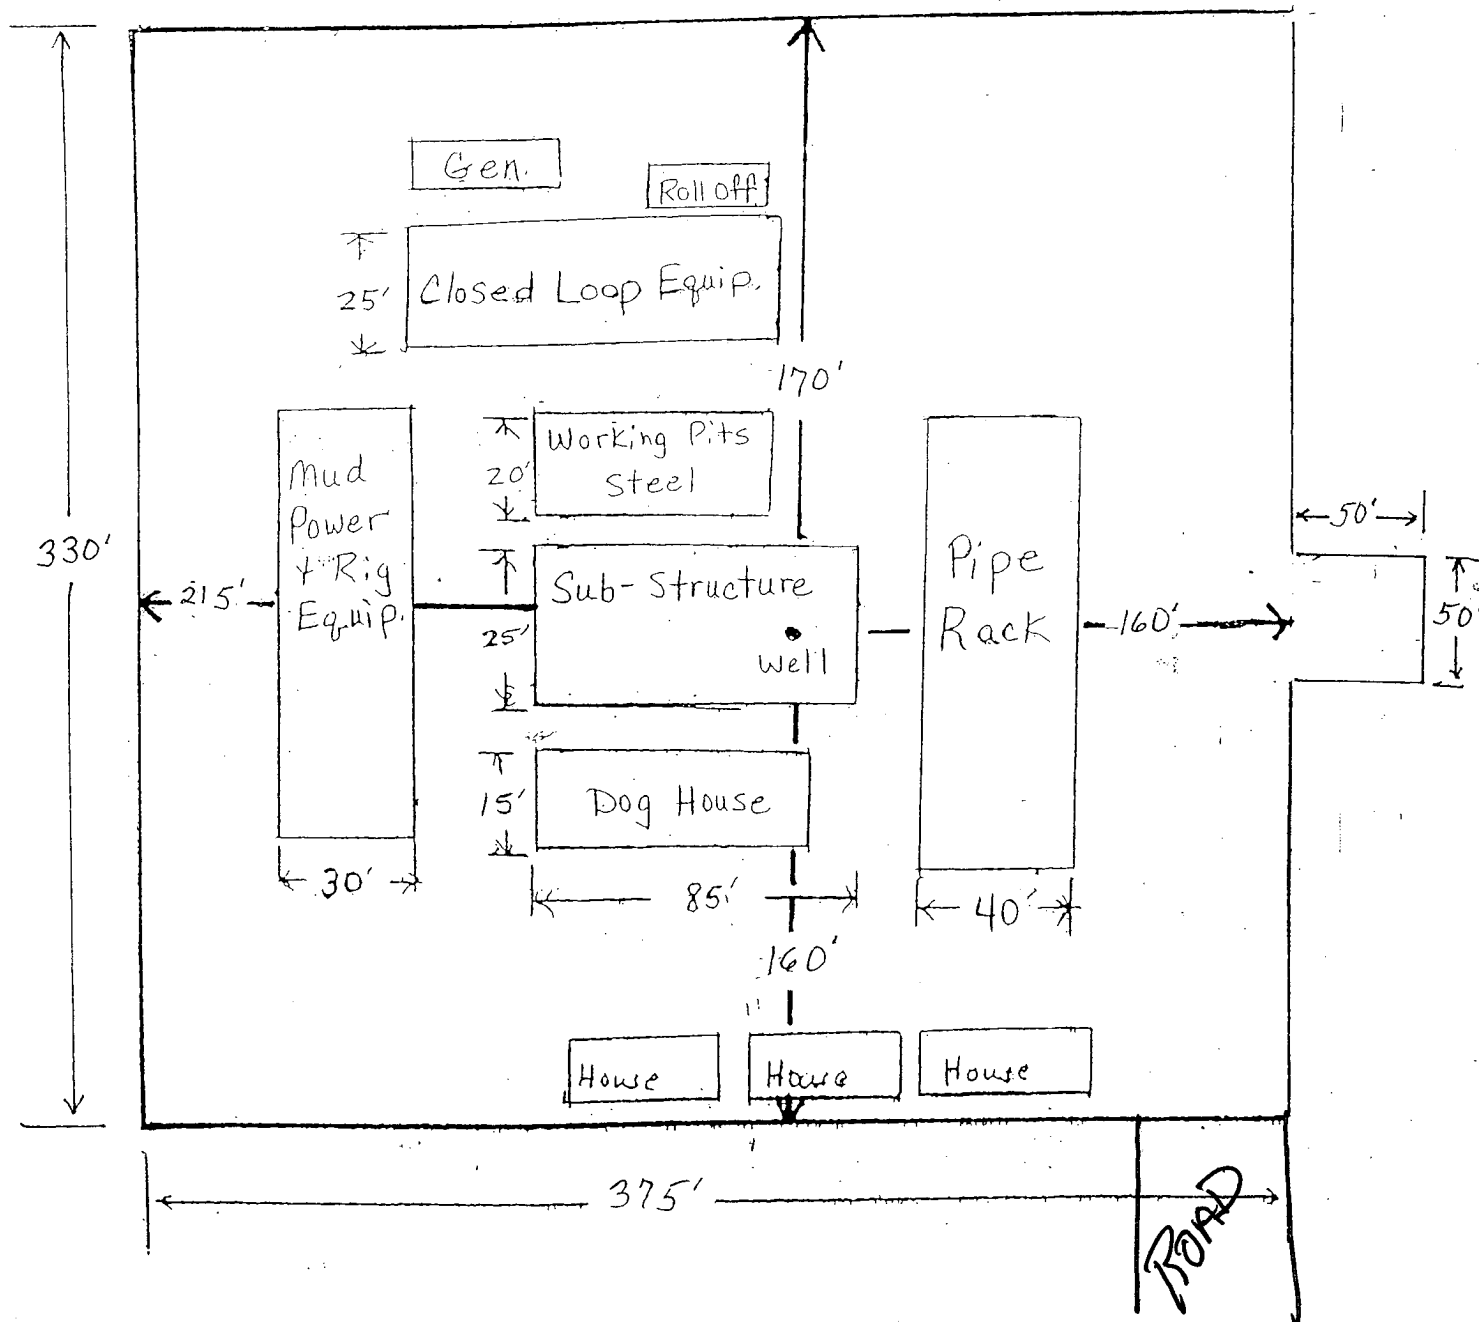 Gen.
Roll Off
25'
Closed Loop Equip.
170'
Working Pits
Steel
20'
Mud
Power
+ Rig
Equip.
330'
215'
Sub-Structure
25'
Well
Pipe
Rack
160'
50'
50'
15'
Dog House
30'
85'
40'
160'
House
House
House
375'
ROAD